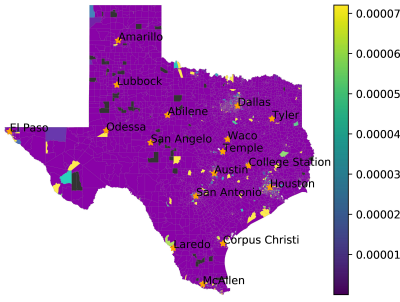 0.00007
Amarillo
0.00006
Lubbock
0.00005
Dallas
Abilene
Tyler
El Paso
Odessa
0.00004
Waco
San Angelo
Temple
College Station
0.00003
Austin
Houston
San Antonio
0.00002
Laredo
Corpus Christi
0.00001
McAllen